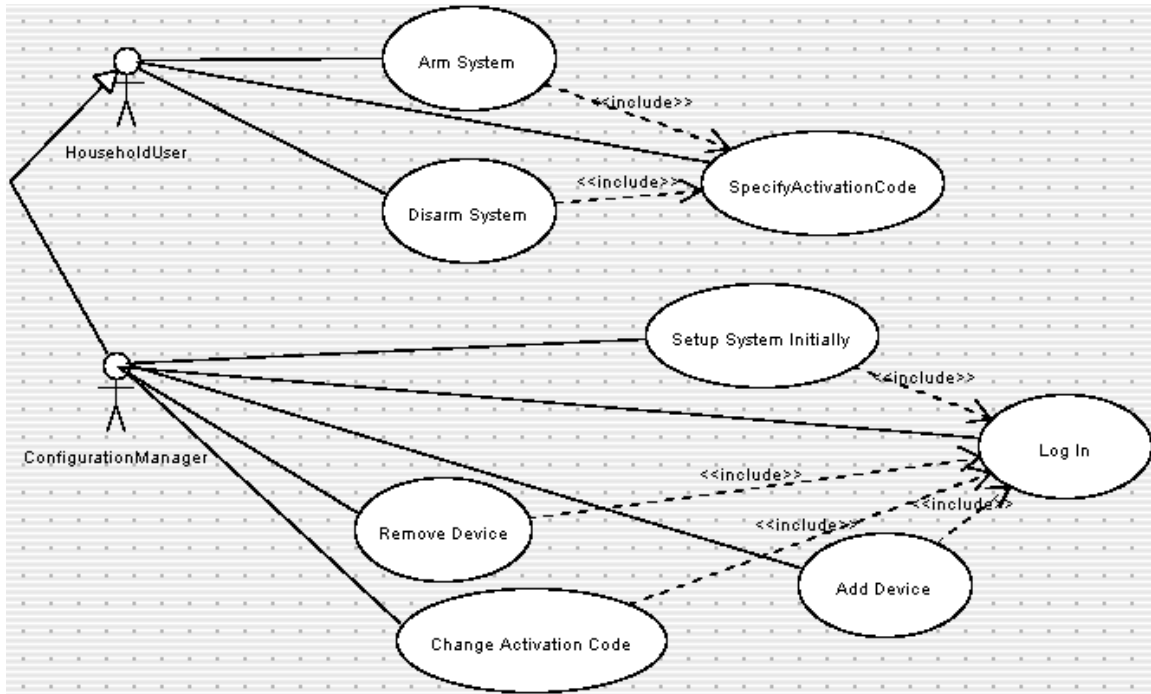 Arm System
<<include>>
HouseholdUser
<<include>>
SpecifyActivationCode
Disarm System
Setup System Initially
<<include>>
Log In
ConfigurationManager
<<include>>
Remove Device
<<include>>
<<include>>
Add Device
Change Activation Code